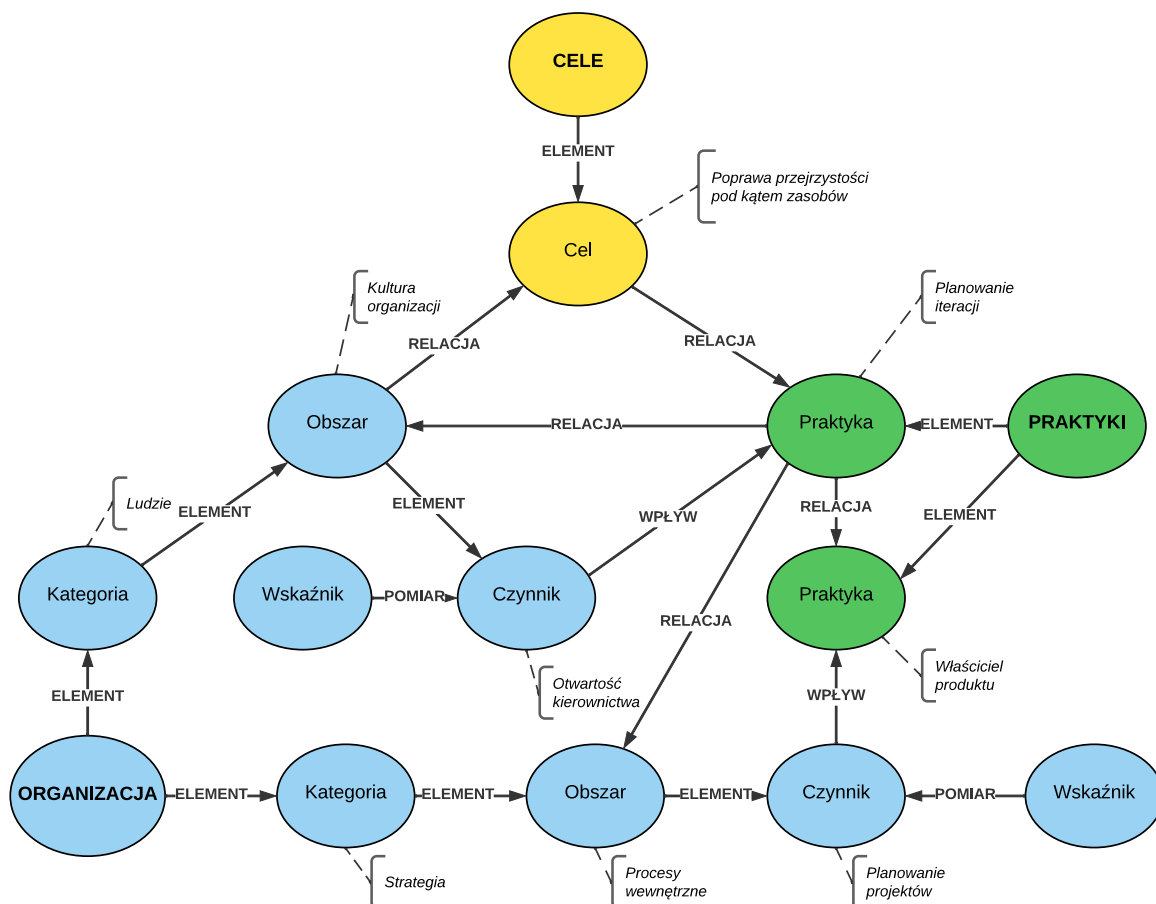 CELE
ELEMENT
Poprawa przejrzystości
pod kątem zasobów
Cel
Kultura
organizacji
Planowanie
iteracji
RELACJA
RELACJA
Obszar
RELACJA
Praktyka
ELEMENT
PRAKTYKI
Ludzie
ELEMENT
ELEMENT
WPŁYW
RELACJA
ELEMENT
Kategoria
Wskaźnik
POMIAR
Czynnik
Praktyka
RELACJA
Otwartość
kierownictwa
Właściciel
produktu
ELEMENT
WPŁYW
ORGANIZACJA
ELEMENT
Kategoria
ELEMENT
Obszar
ELEMENT
Czynnik
POMIAR
Wskaźnik
Strategia
Procesy
wewnętrzne
Planowanie
projektów